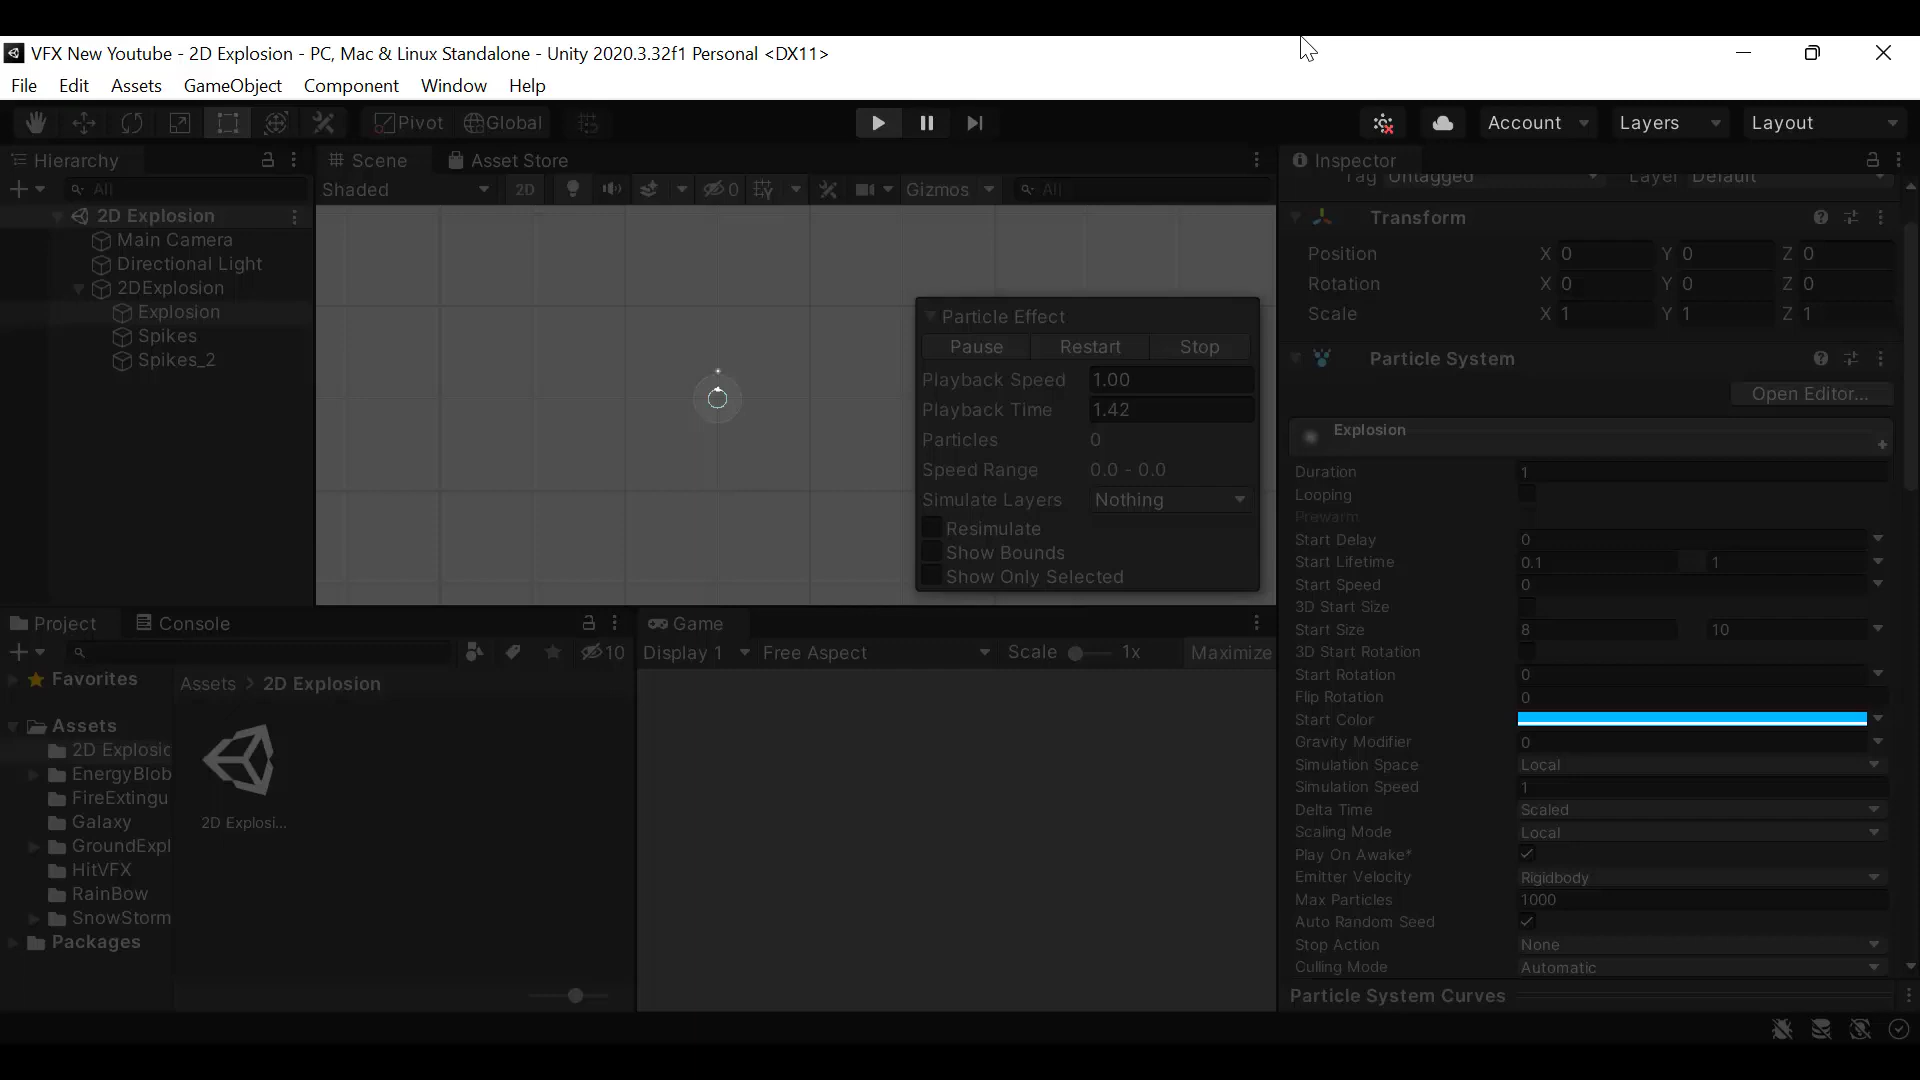 VFX New Youtube - 2D Explosion - PC, Mac & Linux Standalone - Unity 2020.3.32f1 Personal <DX11>
File Edit Assets GameObject Component Window Help
Pivot Global Account Layers Layout
Hierarchy
All
2D Explosion
Main Camera
Directional Light
2DExplosion
Explosion
Spikes
Spikes_2
Scene Asset Store
Shaded 2D 0 Gizmos All
Particle Effect
Pause Restart Stop
Playback Speed 1.00
Playback Time 1.42
Particles 0
Speed Range 0.0 - 0.0
Simulate Layers Nothing
Resimulate
Show Bounds
Show Only Selected
Inspector
Tag Untagged Layer Default
Transform
Position X 0 Y 0 Z 0
Rotation X 0 Y 0 Z 0
Scale X 1 Y 1 Z 1
Particle System
Open Editor...
Explosion
Duration 1
Looping
Prewarm
Start Delay 0
Start Lifetime 0.1 1
Start Speed 0
3D Start Size
Start Size 8 10
3D Start Rotation
Start Rotation 0
Flip Rotation 0
Start Color
Gravity Modifier 0
Simulation Space Local
Simulation Speed 1
Delta Time Scaled
Scaling Mode Local
Play On Awake*
Emitter Velocity Rigidbody
Max Particles 1000
Auto Random Seed
Stop Action None
Culling Mode Automatic
Particle System Curves
Project Console
10
Favorites
Assets
2D Explosic
EnergyBlob
FireExtingu
Galaxy
GroundExpl
HitVFX
RainBow
SnowStorm
Packages
Assets > 2D Explosion
2D Explosi...
Game
Display 1 Free Aspect Scale 1x Maximize